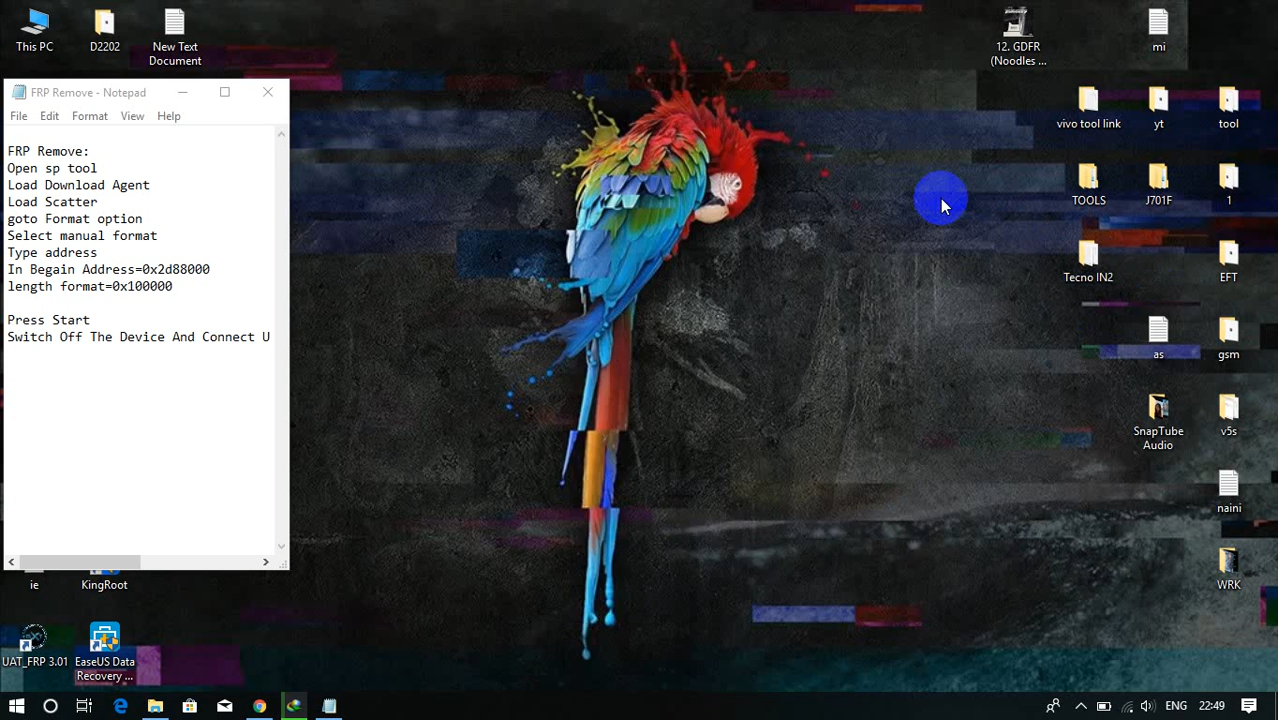 This PC
D2202
New Text
Document
12. GDFR
(Noodles ...
mi
FRP Remove - Notepad
File Edit Format View Help
FRP Remove:
Open sp tool
Load Download Agent
Load Scatter
goto Format option
Select manual format
Type address
In Begain Address=0x2d88000
length format=0x100000
Press Start
Switch Off The Device And Connect U
vivo tool link
yt
tool
TOOLS
J701F
1
Tecno IN2
EFT
as
gsm
SnapTube
Audio
v5s
naini
WRK
ie
KingRoot
UAT_FRP 3.01
EaseUS Data
Recovery ...
ENG
22:49